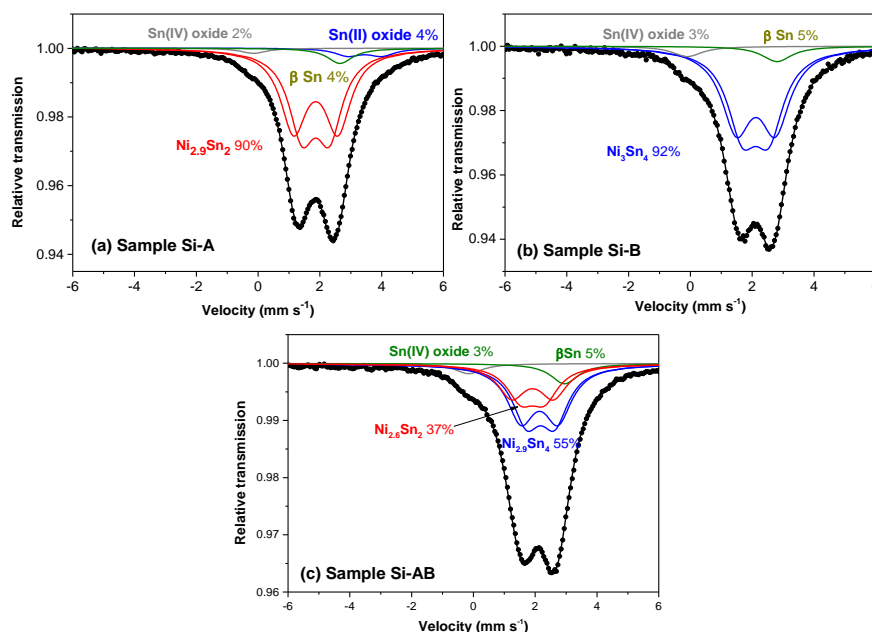 Sn(IV) oxide 2%
Sn(II) oxide 4%
1.00
β Sn 4%
0.98
Ni2.9Sn2 90%
0.96
0.94
(a) Sample Si-A
-6 -4 -2 0 2 4 6
Velocity (mm s-1)
Relativve transmission
Sn(IV) oxide 3%
β Sn 5%
1.00
0.98
Ni3Sn4 92%
0.96
0.94
(b) Sample Si-B
-6 -4 -2 0 2 4 6
Velocity (mm s-1)
Relative transmission
Sn(IV) oxide 3%
βSn 5%
1.00
0.99
Ni2.6Sn2 37%
Ni2.9Sn4 55%
0.98
0.97
0.96
(c) Sample Si-AB
-6 -4 -2 0 2 4 6
Velocity (mm s-1)
Relative transmission